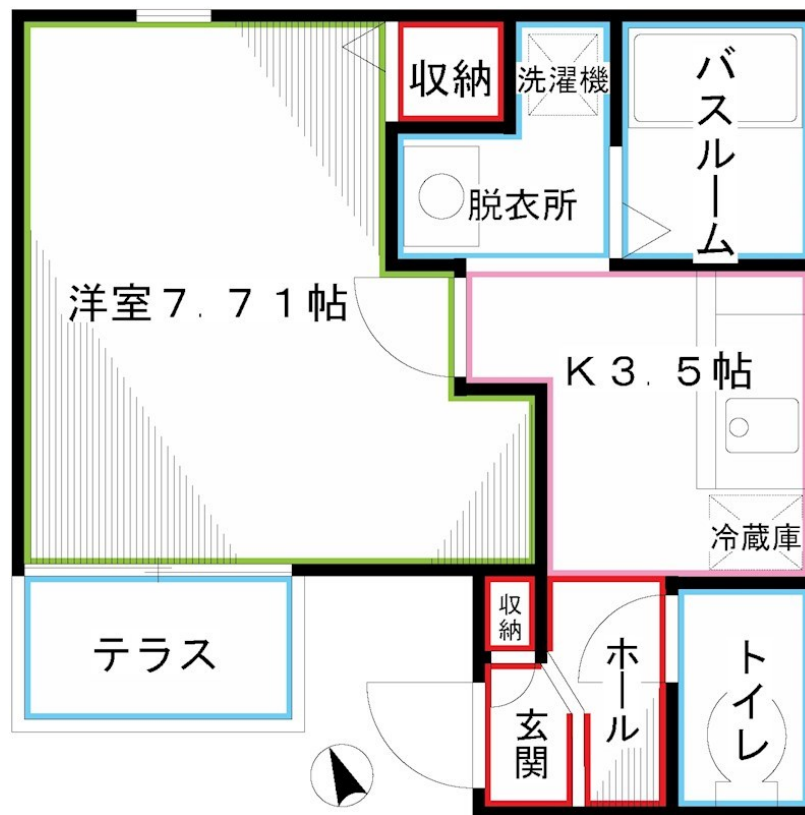 収納
洗濯機
バスルーム
脱衣所
洋室7.71帖
K3.5帖
冷蔵庫
テラス
収納
ホール
トイレ
玄関